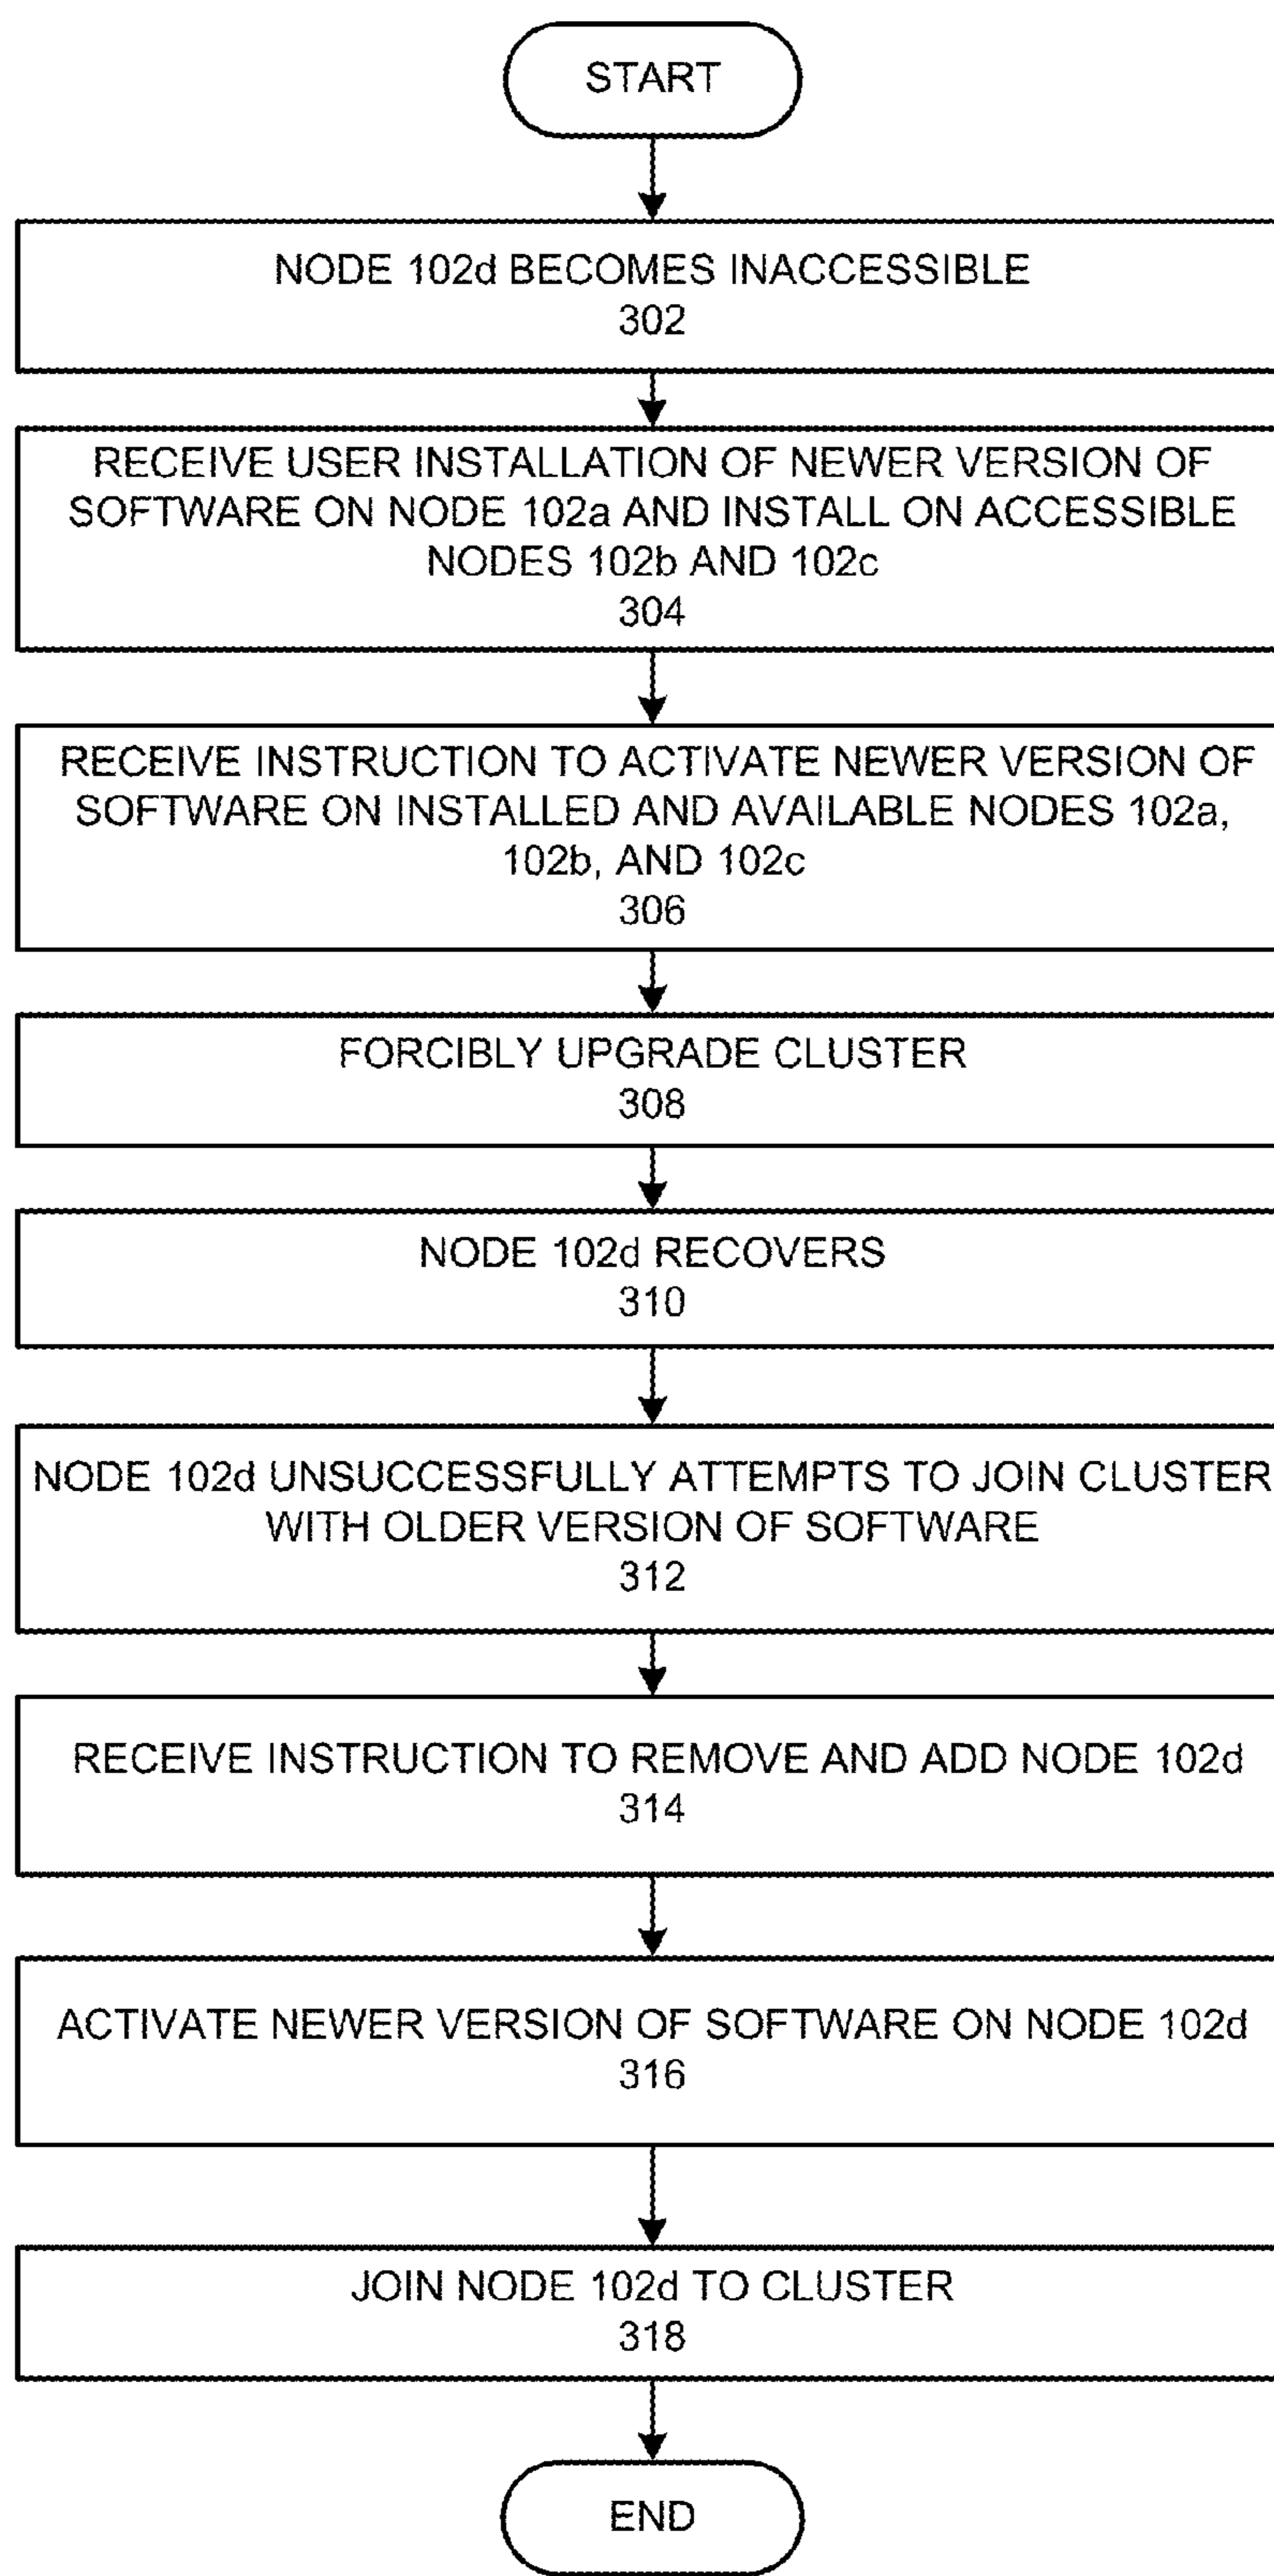 START
NODE 102d BECOMES INACCESSIBLE
302
RECEIVE USER INSTALLATION OF NEWER VERSION OF
SOFTWARE ON NODE 102a AND INSTALL ON ACCESSIBLE
NODES 102b AND 102c
304
RECEIVE INSTRUCTION TO ACTIVATE NEWER VERSION OF
SOFTWARE ON INSTALLED AND AVAILABLE NODES 102a,
102b, AND 102c
306
FORCIBLY UPGRADE CLUSTER
308
NODE 102d RECOVERS
310
NODE 102d UNSUCCESSFULLY ATTEMPTS TO JOIN CLUSTER
WITH OLDER VERSION OF SOFTWARE
312
RECEIVE INSTRUCTION TO REMOVE AND ADD NODE 102d
314
ACTIVATE NEWER VERSION OF SOFTWARE ON NODE 102d
316
JOIN NODE 102d TO CLUSTER
318
END